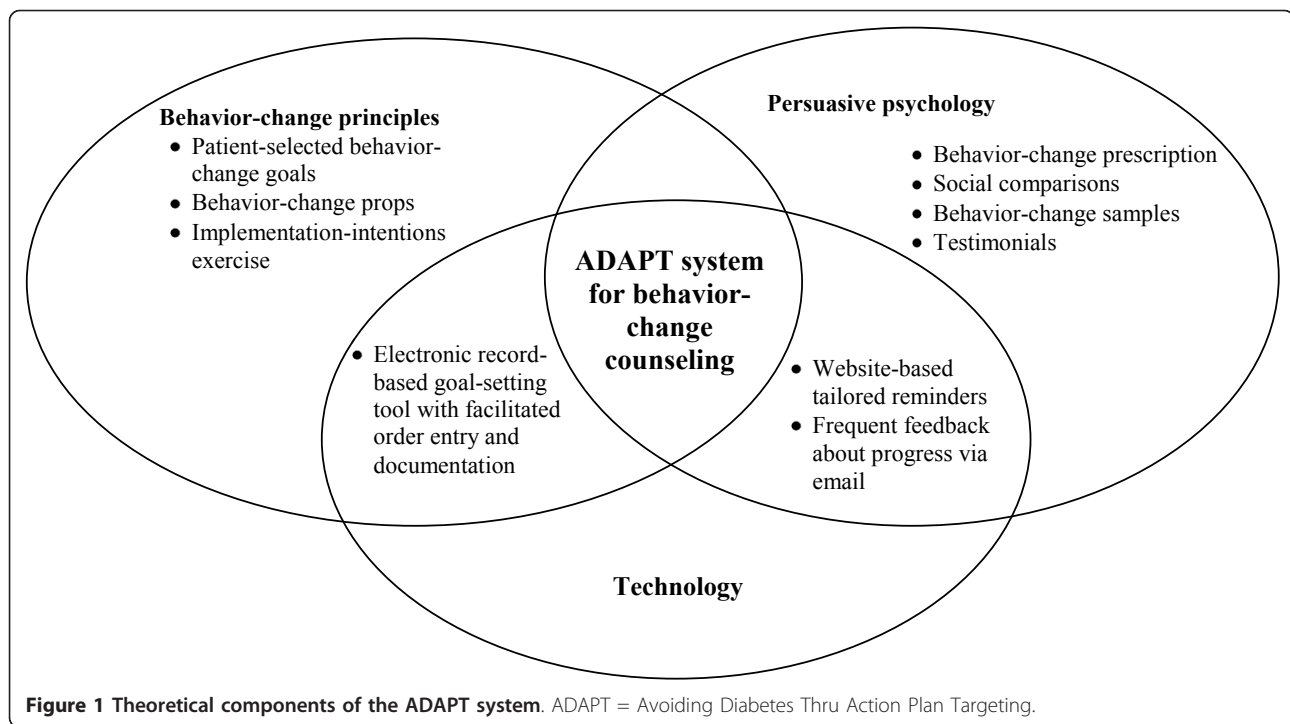 Behavior-change principles
• Patient-selected behavior-
change goals
• Behavior-change props
• Implementation-intentions
exercise
Persuasive psychology
• Behavior-change prescription
• Social comparisons
• Behavior-change samples
• Testimonials
ADAPT system
for behavior-
change
counseling
• Electronic record-
based goal-setting
tool with facilitated
order entry and
documentation
• Website-based
tailored reminders
• Frequent feedback
about progress via
email
Technology
Figure 1 Theoretical components of the ADAPT system. ADAPT = Avoiding Diabetes Thru Action Plan Targeting.